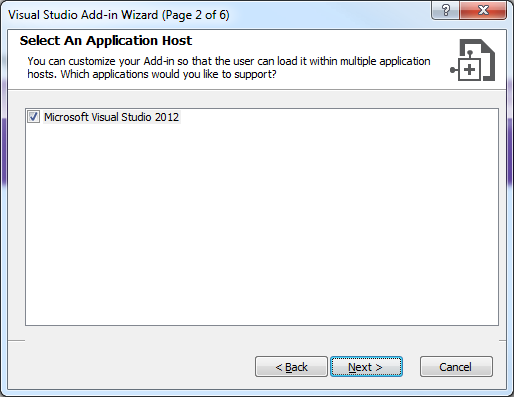 Visual Studio Add-in Wizard (Page 2 of 6)
Select An Application Host
You can customize your Add-in so that the user can load it within multiple application
hosts. Which applications would you like to support?
Microsoft Visual Studio 2012
< Back Next > Cancel